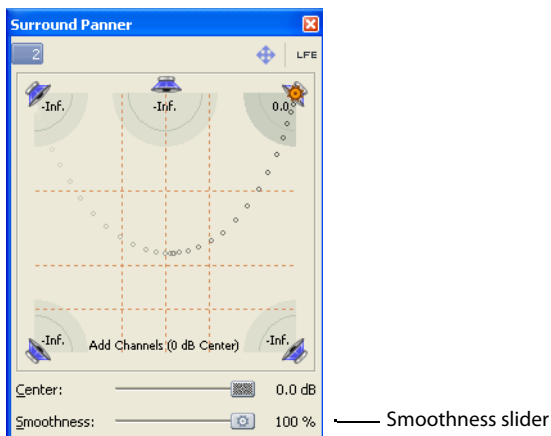 Surround Panner
2
LFE
-Inf.
-Inf.
0.0
-Inf.
Add Channels (0 dB Center)
-Inf.
Center:
0.0 dB
Smoothness:
100 %
Smoothness slider